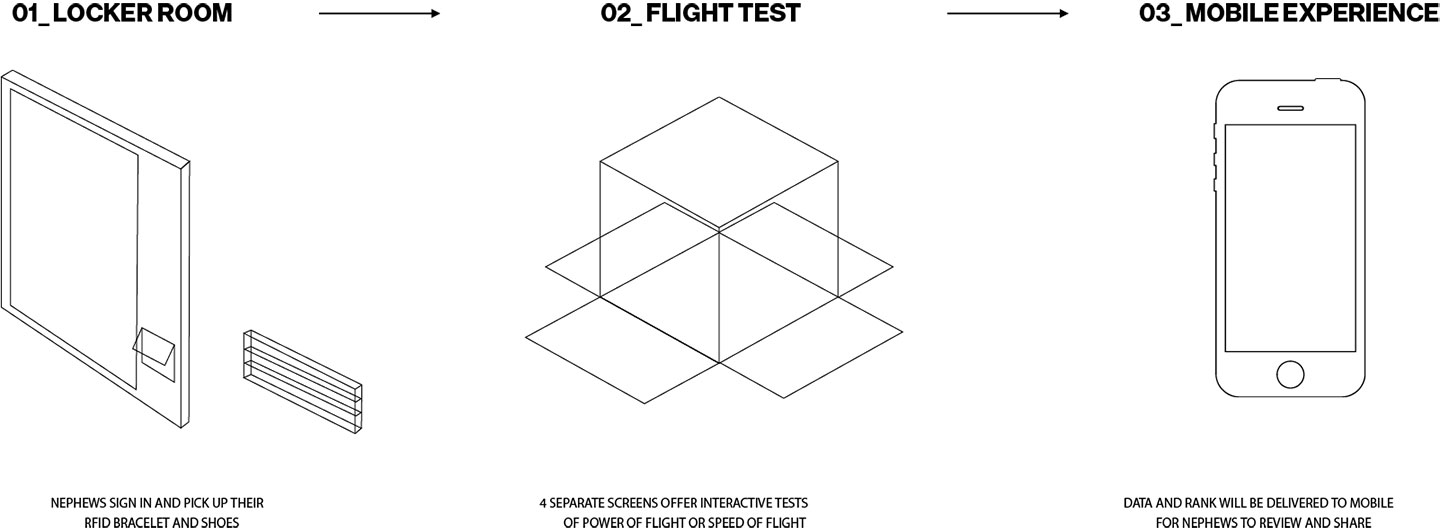 01_ LOCKER ROOM
02_ FLIGHT TEST
03_ MOBILE EXPERIENCE
NEPHEWS SIGN IN AND PICK UP THEIR
RFID BRACELET AND SHOES
4 SEPARATE SCREENS OFFER INTERACTIVE TESTS
OF POWER OF FLIGHT OR SPEED OF FLIGHT
DATA AND RANK WILL BE DELIVERED TO MOBILE
FOR NEPHEWS TO REVIEW AND SHARE